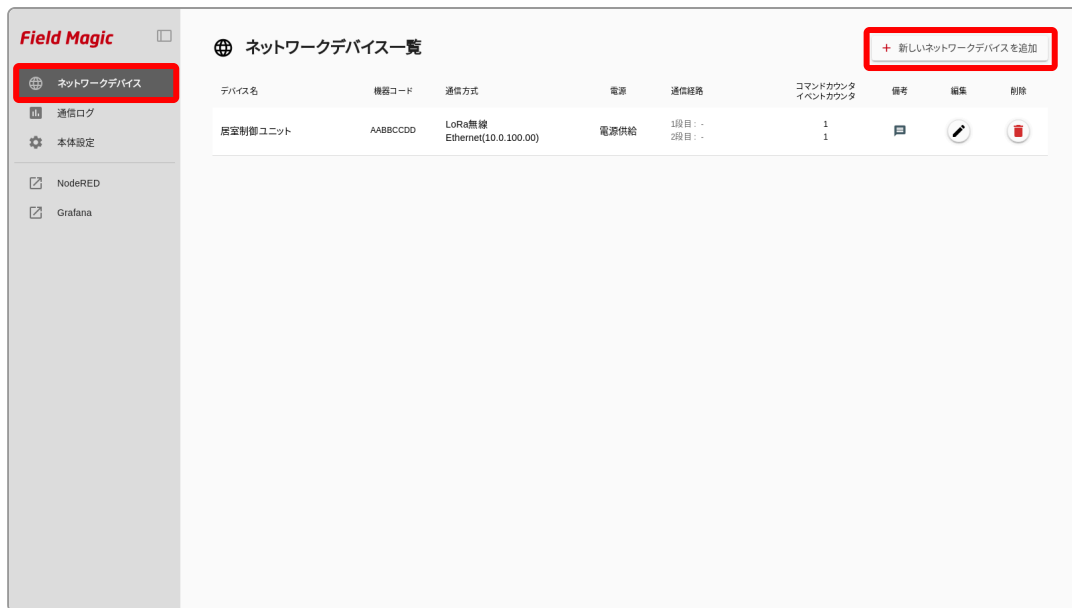 Field Magic
ネットワークデバイス
通信ログ
本体設定
NodeRED
Grafana
ネットワークデバイス一覧
+ 新しいネットワークデバイスを追加
デバイス名 機器コード 通信方式 電源 通信経路 コマンドカウンタ 備考 編集 削除
イベントカウンタ
居室制御ユニット AABBCCDD LoRa無線 電源供給 1段目 : - 1
Ethernet(10.0.100.00) 2段目 : - 1